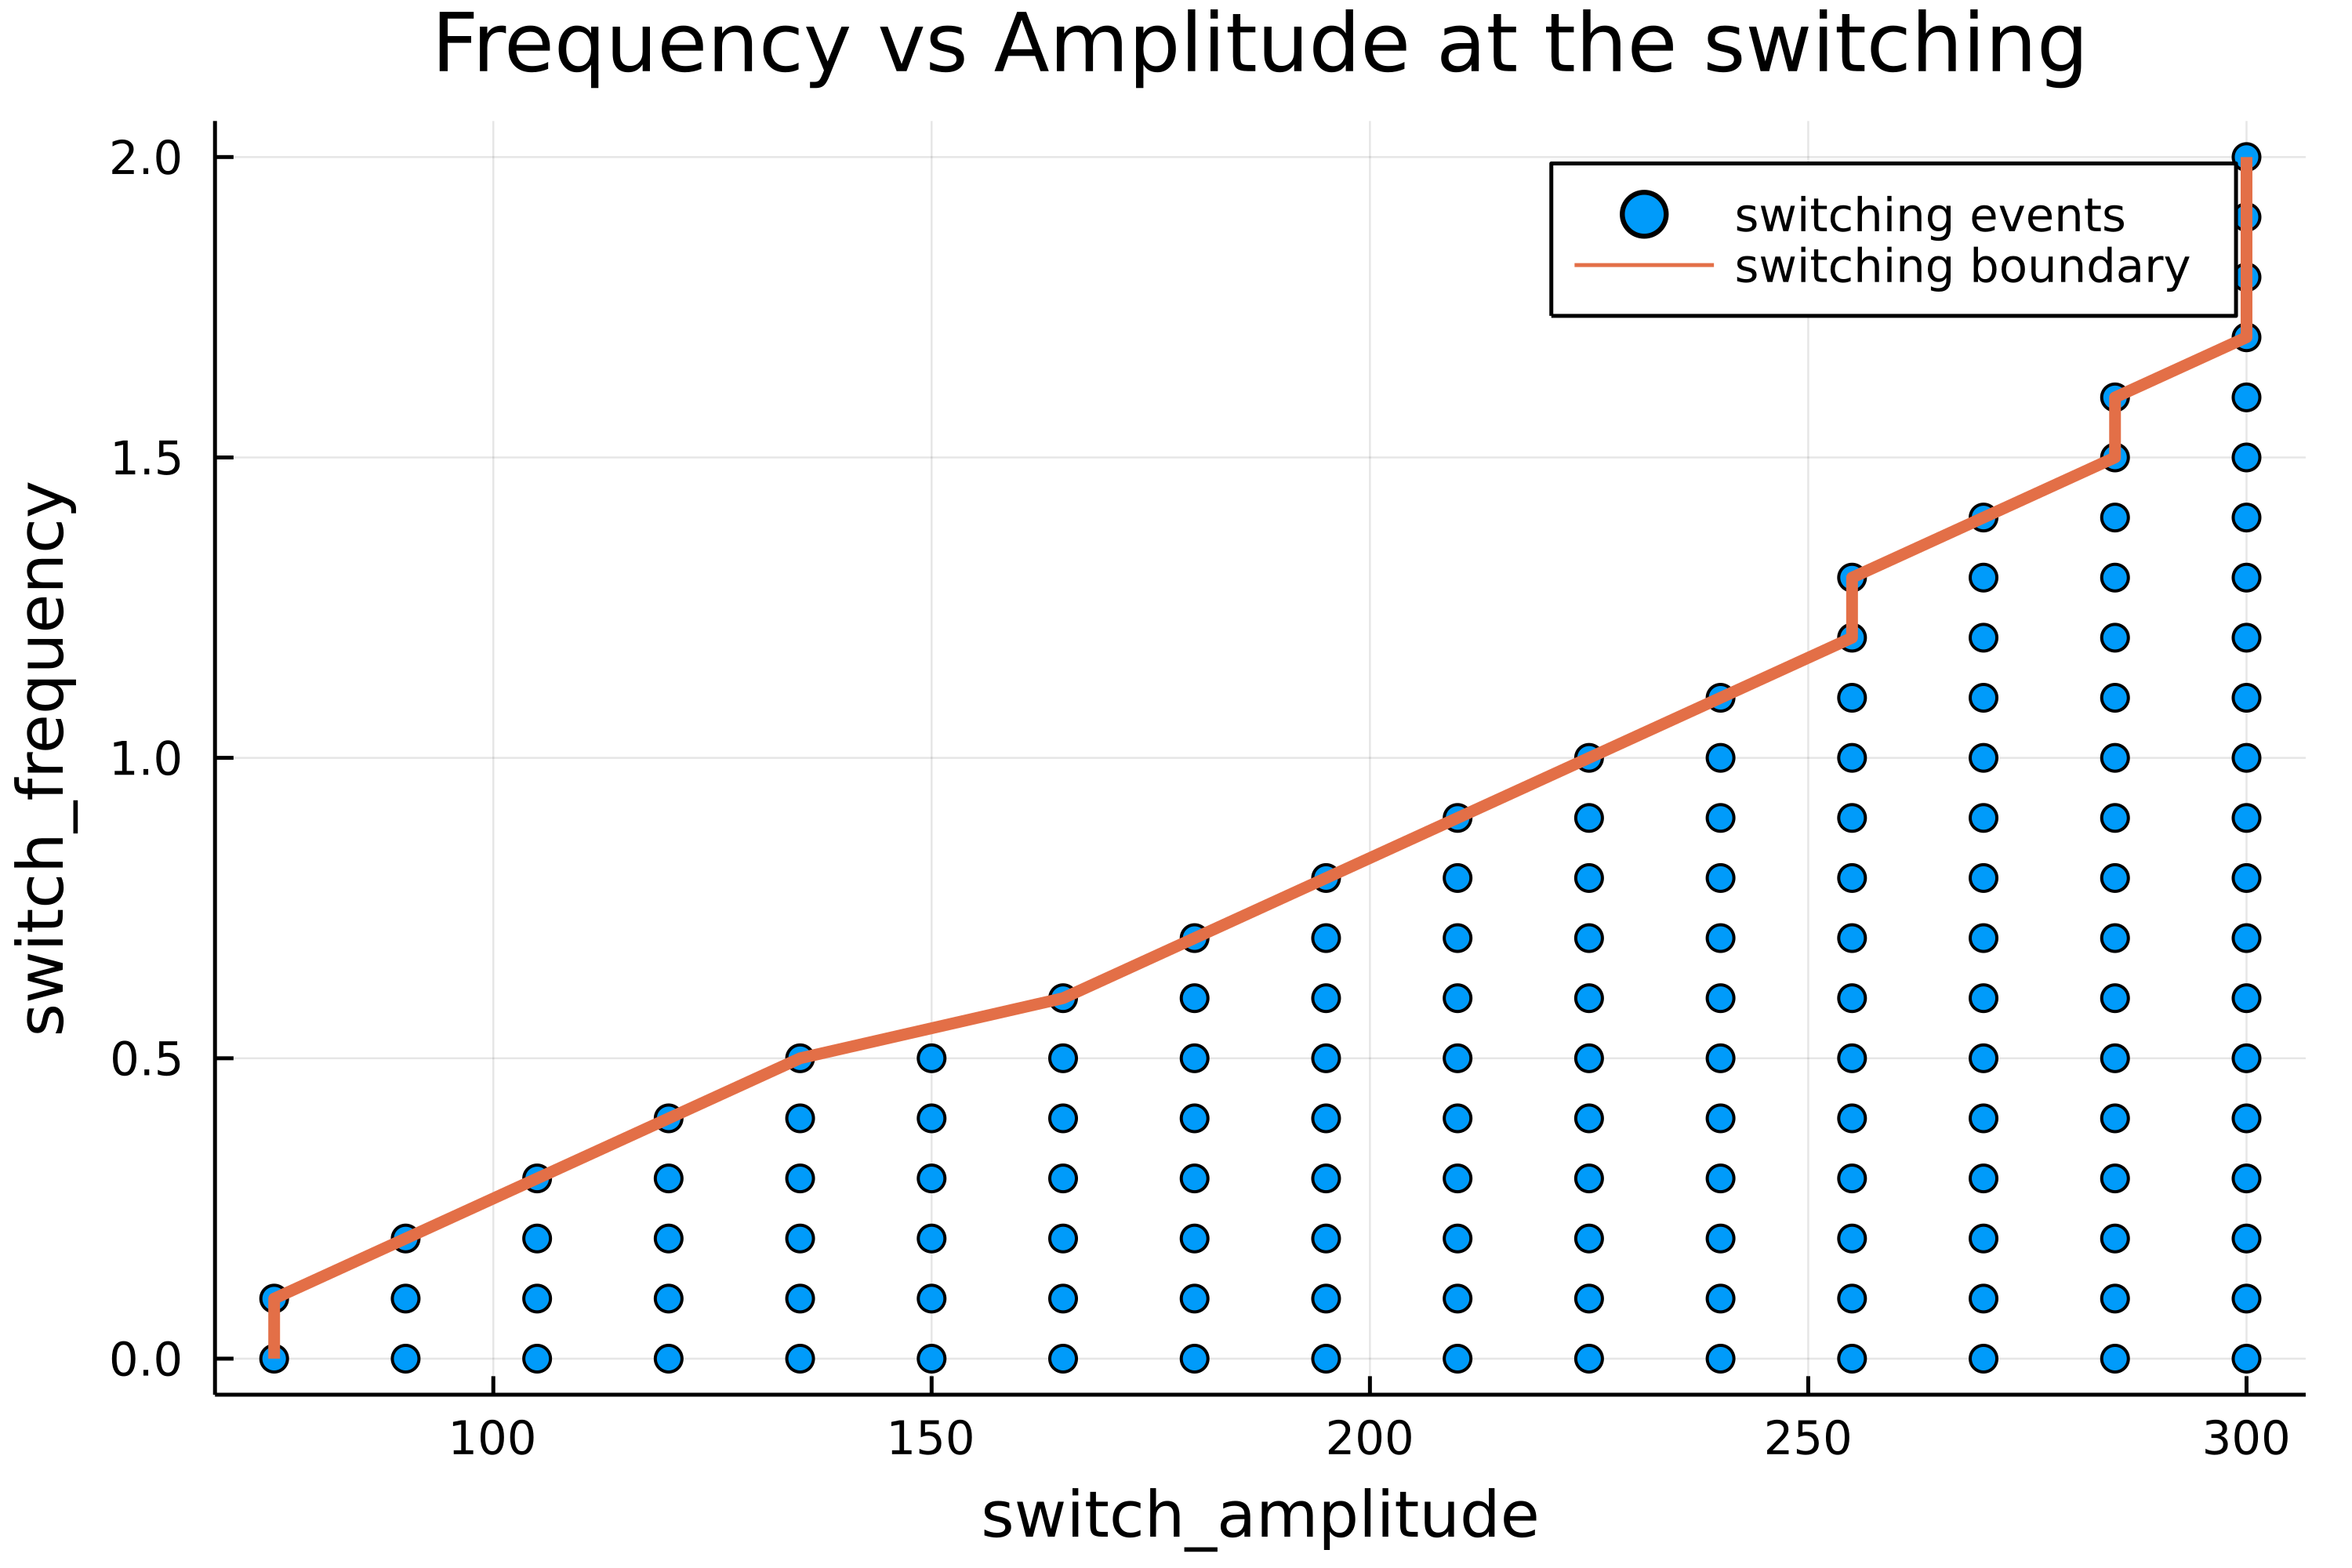 Frequency vs Amplitude at the switching
switching events
switching boundary
switch_frequency
2.0
1.5
1.0
0.5
0.0
100 150 200 250 300
switch_amplitude